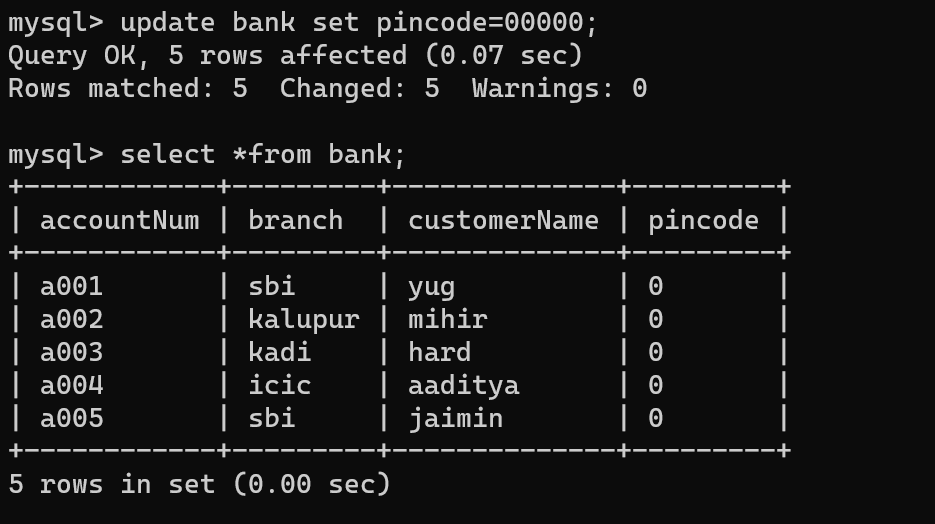 mysql> update bank set pincode=00000;
Query OK, 5 rows affected (0.07 sec)
Rows matched: 5  Changed: 5  Warnings: 0

mysql> select *from bank;
+------------+---------+--------------+---------+
| accountNum | branch  | customerName | pincode |
+------------+---------+--------------+---------+
| a001       | sbi     | yug          | 0       |
| a002       | kalupur | mihir        | 0       |
| a003       | kadi    | hard         | 0       |
| a004       | icic    | aaditya      | 0       |
| a005       | sbi     | jaimin       | 0       |
+------------+---------+--------------+---------+
5 rows in set (0.00 sec)